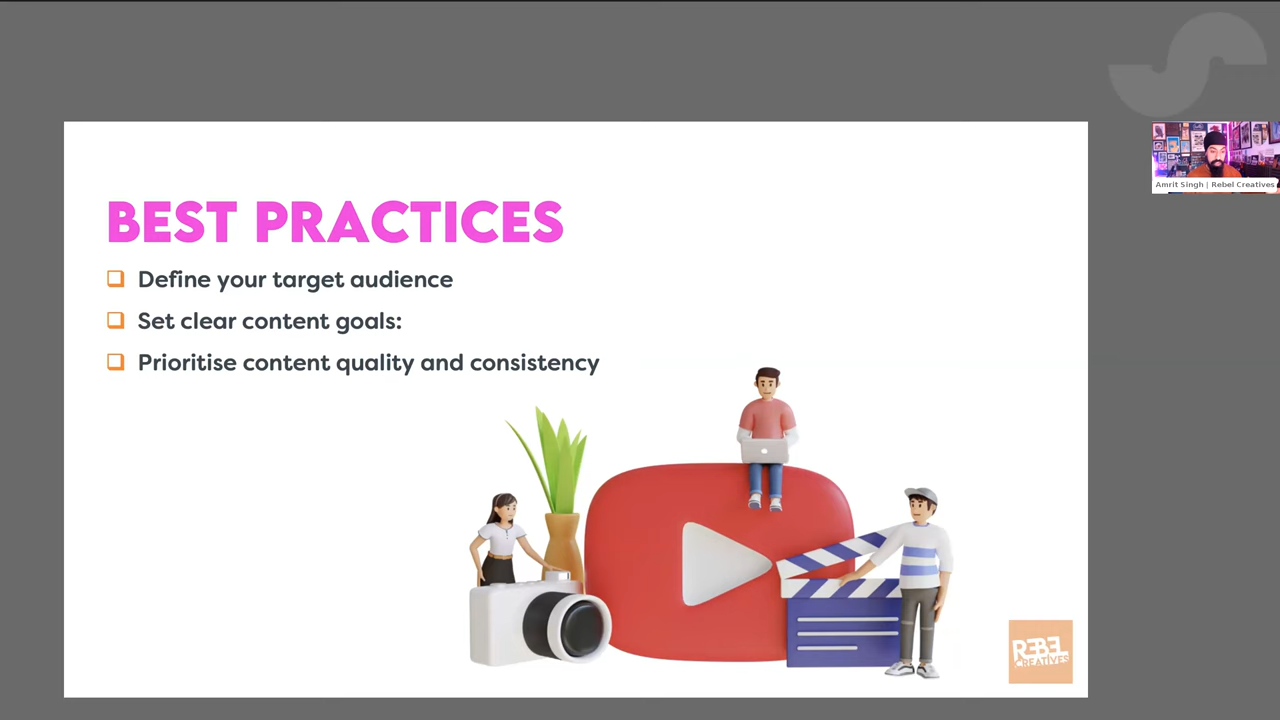 BEST PRACTICES
❑ Define your target audience
❑ Set clear content goals:
❑ Prioritise content quality and consistency
Amrit Singh | Rebel Creatives
REBEL
CREATIVES